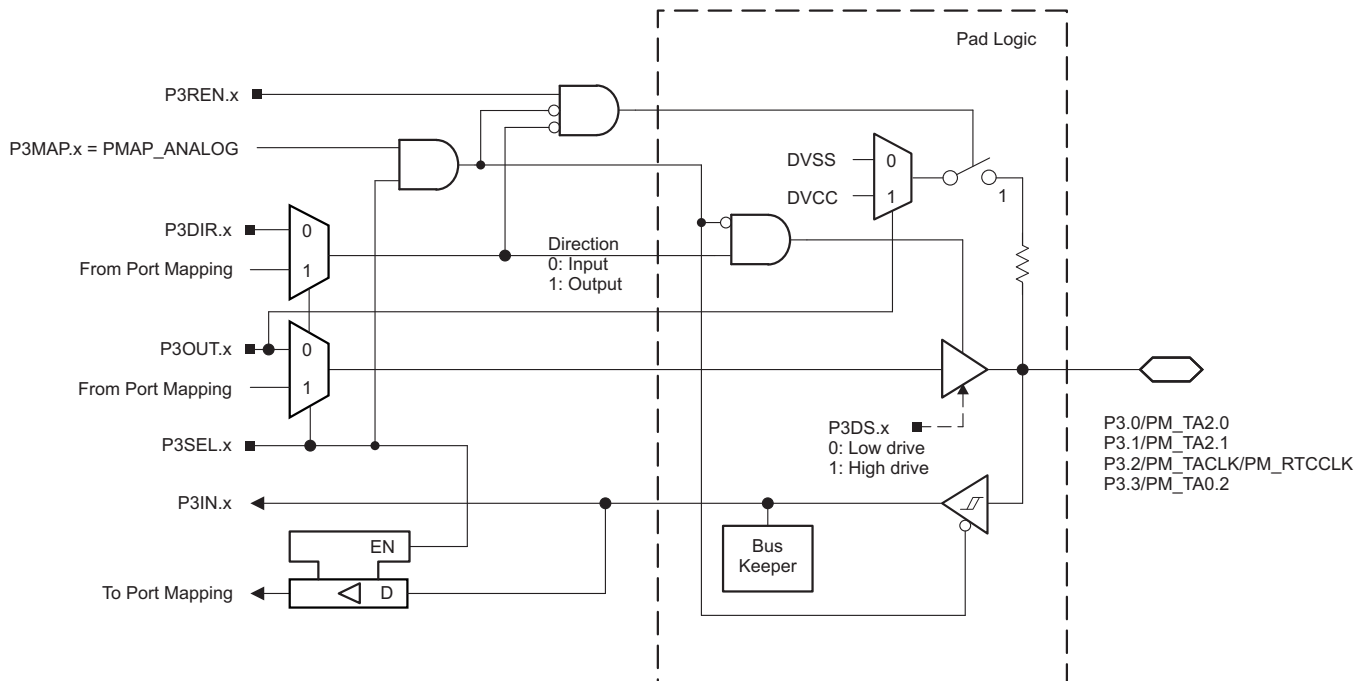 Pad Logic
P3REN.x
P3MAP.x = PMAP_ANALOG
DVSS
0
DVCC
1
1
P3DIR.x
0
Direction
0: Input
1: Output
From Port Mapping
1
P3OUT.x
0
From Port Mapping
1
P3SEL.x
P3DS.x
0: Low drive
1: High drive
P3.0/PM_TA2.0
P3.1/PM_TA2.1
P3.2/PM_TACLK/PM_RTCCLK
P3.3/PM_TA0.2
P3IN.x
EN
Bus
Keeper
To Port Mapping
D